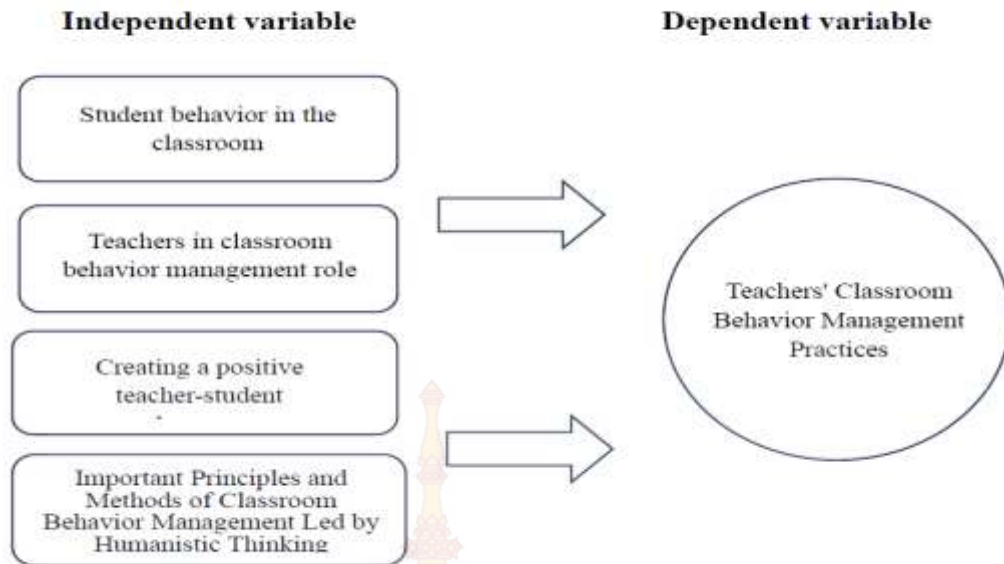 Independent variable
Dependent variable
Student behavior in the
classroom
Teachers in classroom
behavior management role
Creating a positive
teacher-student
Important Principles and
Methods of Classroom
Behavior Management Led by
Humanistic Thinking
Teachers' Classroom
Behavior Management
Practices